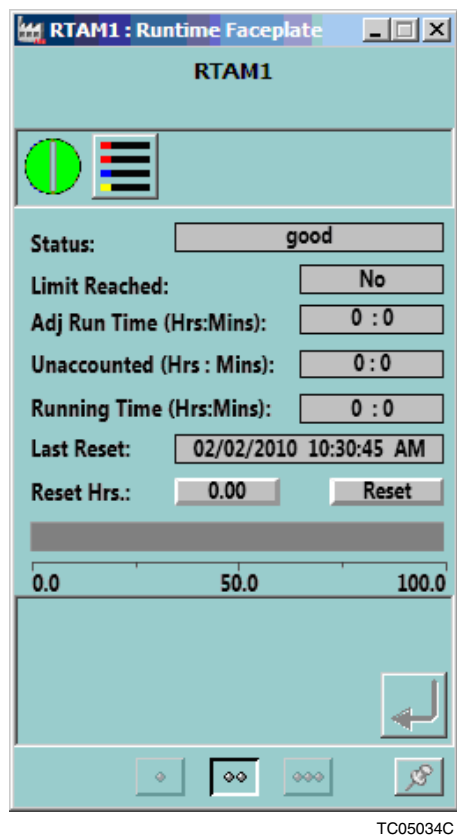 RTAM1 : Runtime Faceplate
RTAM1
Status: good
Limit Reached: No
Adj Run Time (Hrs:Mins): 0 : 0
Unaccounted (Hrs : Mins): 0 : 0
Running Time (Hrs:Mins): 0 : 0
Last Reset: 02/02/2010 10:30:45 AM
Reset Hrs.: 0.00 Reset
0.0 50.0 100.0
TC05034C